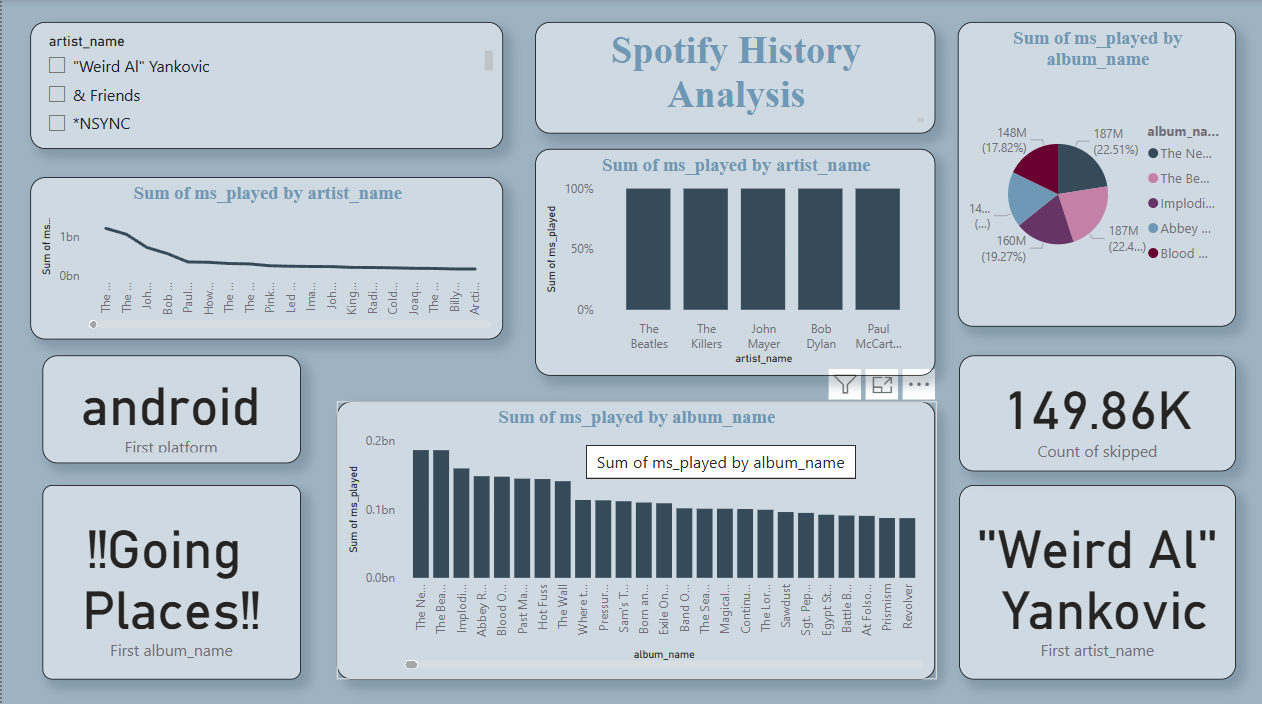 artist_name
"Weird Al" Yankovic
& Friends
*NSYNC
Spotify History
Analysis
Sum of ms_played by
album_name
148M
(17.82%)
187M
(22.51%)
14...
(...)
160M
(19.27%)
187M
(22.4...)
album_na...
The Ne...
The Be...
Implodi...
Abbey ...
Blood ...
Sum of ms_played by artist_name
Sum of ms...
1bn
0bn
The ...
The ...
Joh...
Bob ...
Paul...
How...
The ...
The ...
Pink...
Led ...
Ima...
Joh...
King...
Radi...
Cold...
Joaq...
The ...
Billy...
Arcti...
Sum of ms_played by artist_name
Sum of ms_played
100%
50%
0%
The
Beatles
The
Killers
John
Mayer
Bob
Dylan
Paul
McCart...
artist_name
android
First platform
!!Going
Places!!
First album_name
Sum of ms_played by album_name
Sum of ms_played by album_name
Sum of ms_played
0.2bn
0.1bn
0.0bn
The Ne...
The Bea...
Implodi...
Abbey R...
Blood O...
Past Ma...
Hot Fuss
The Wall
Where t...
Pressur...
Sam's T...
Born an...
Exile On...
Band O...
The Sea...
Magical...
Continu...
The Lor...
Sawdust
Sgt. Pep...
Egypt St...
Battle B...
At Folso...
Prismism
Revolver
album_name
149.86K
Count of skipped
"Weird Al"
Yankovic
First artist_name